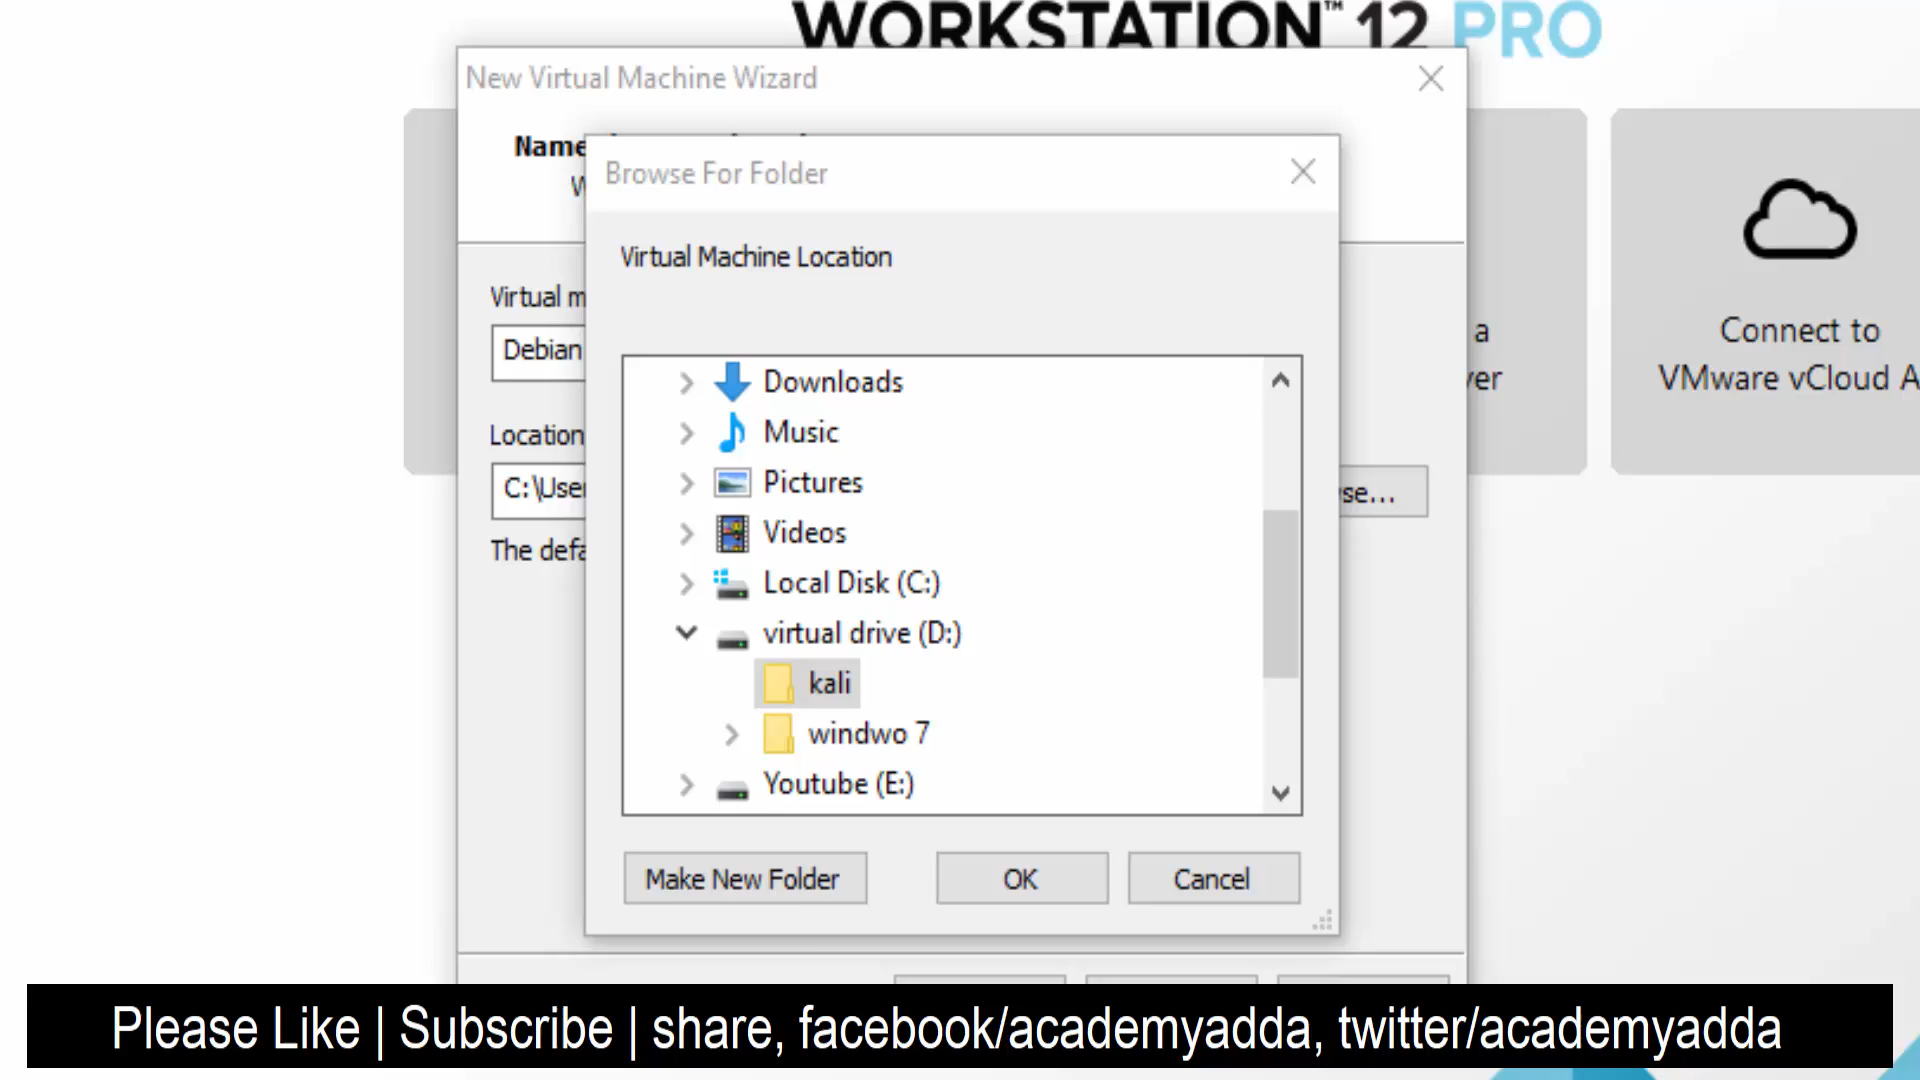 WORKSTATION™ 12 PRO
New Virtual Machine Wizard
Name
Browse For Folder
Virtual Machine Location
Virtual m
Debian
Location
C:\User
The defa
Downloads
Music
Pictures
Videos
Local Disk (C:)
virtual drive (D:)
kali
windwo 7
Youtube (E:)
Make New Folder
OK
Cancel
se...
a
ver
Connect to
VMware vCloud A
Please Like | Subscribe | share, facebook/academyadda, twitter/academyadda